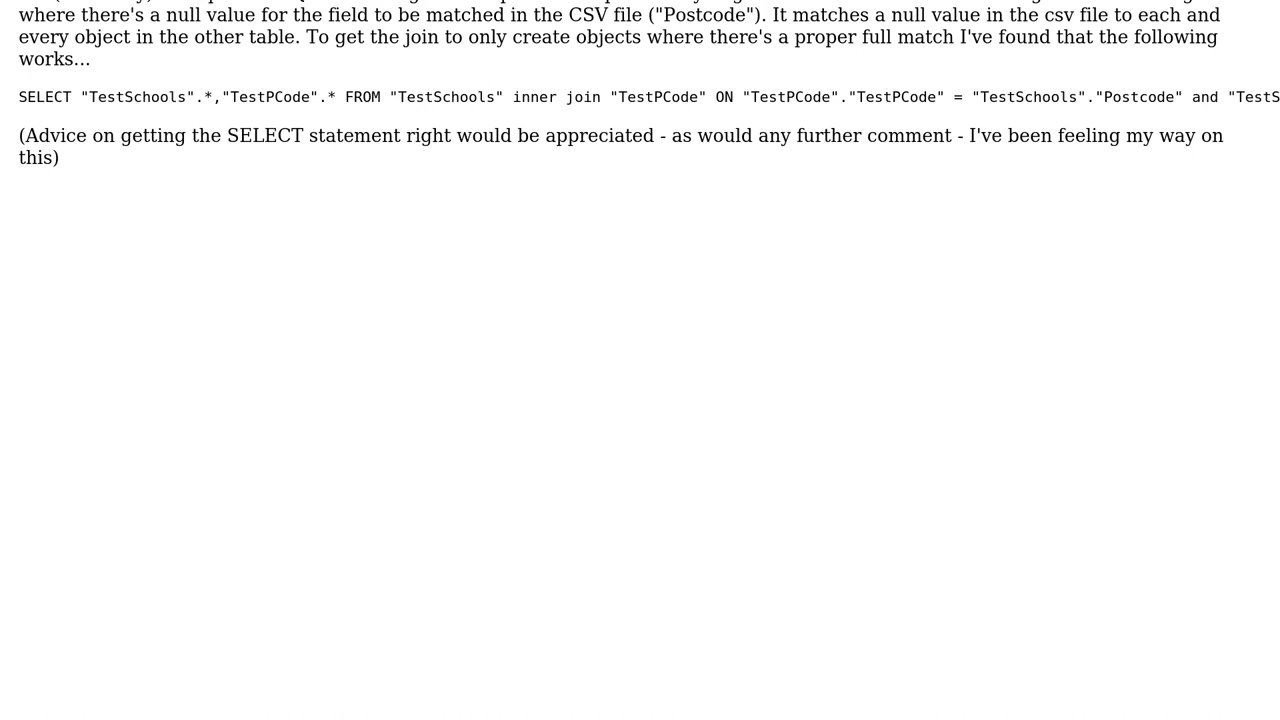 where there's a null value for the field to be matched in the CSV file ("Postcode"). It matches a null value in the csv file to each and
every object in the other table. To get the join to only create objects where there's a proper full match I've found that the following
works...
SELECT "TestSchools".*,"TestPCode".* FROM "TestSchools" inner join "TestPCode" ON "TestPCode"."TestPCode" = "TestSchools"."Postcode" and "TestS
(Advice on getting the SELECT statement right would be appreciated - as would any further comment - I've been feeling my way on
this)